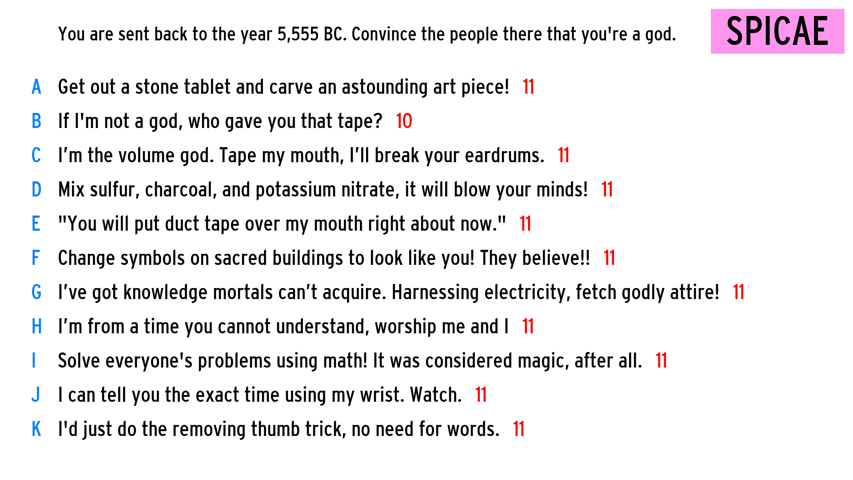 You are sent back to the year 5,555 BC. Convince the people there that you're a god.
SPICAE
A Get out a stone tablet and carve an astounding art piece! 11
B If I'm not a god, who gave you that tape? 10
C I’m the volume god. Tape my mouth, I’ll break your eardrums. 11
D Mix sulfur, charcoal, and potassium nitrate, it will blow your minds! 11
E "You will put duct tape over my mouth right about now." 11
F Change symbols on sacred buildings to look like you! They believe!! 11
G I’ve got knowledge mortals can’t acquire. Harnessing electricity, fetch godly attire! 11
H I’m from a time you cannot understand, worship me and I 11
I Solve everyone's problems using math! It was considered magic, after all. 11
J I can tell you the exact time using my wrist. Watch. 11
K I'd just do the removing thumb trick, no need for words. 11